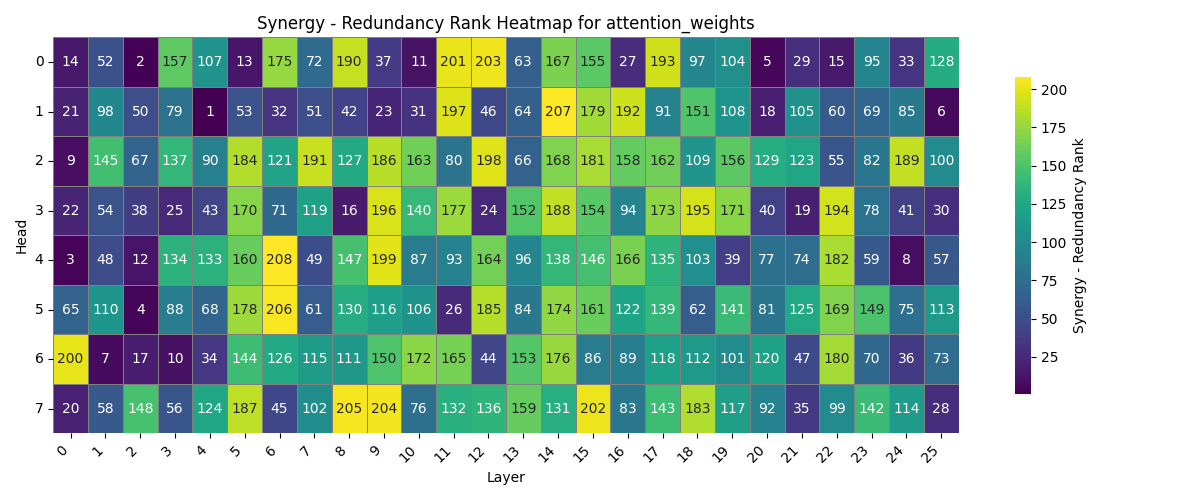 Synergy - Redundancy Rank Heatmap for attention_weights
0 14 52 2 157 107 13 175 72 190 37 11 201 203 63 167 155 27 193 97 104 5 29 15 95 33 128
1 21 98 50 79 1 53 32 51 42 23 31 197 46 64 207 179 192 91 151 108 18 105 60 69 85 6
2 9 145 67 137 90 184 121 191 127 186 163 80 198 66 168 181 158 162 109 156 129 123 55 82 189 100
3 22 54 38 25 43 170 71 119 16 196 140 177 24 152 188 154 94 173 195 171 40 19 194 78 41 30
4 3 48 12 134 133 160 208 49 147 199 87 93 164 96 138 146 166 135 103 39 77 74 182 59 8 57
5 65 110 4 88 68 178 206 61 130 116 106 26 185 84 174 161 122 139 62 141 81 125 169 149 75 113
6 200 7 17 10 34 144 126 115 111 150 172 165 44 153 176 86 89 118 112 101 120 47 180 70 36 73
7 20 58 148 56 124 187 45 102 205 204 76 132 136 159 131 202 83 143 183 117 92 35 99 142 114 28
0 1 2 3 4 5 6 7 8 9 10 11 12 13 14 15 16 17 18 19 20 21 22 23 24 25
Layer
Head
200
175
150
125
100
75
50
25
Synergy - Redundancy Rank